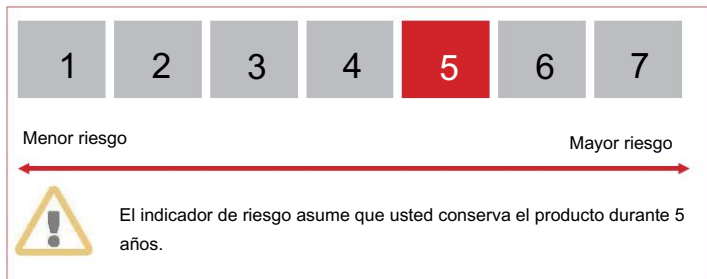 1 2 3 4 5 6 7
Menor riesgo
Mayor riesgo
El indicador de riesgo asume que usted conserva el producto durante 5
años.